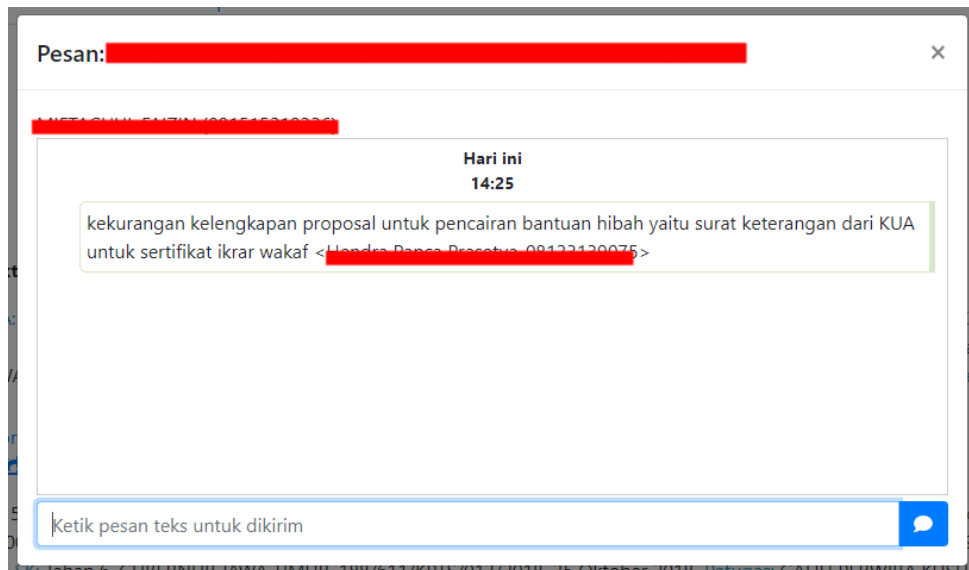 Pesan:
×
Hari ini
14:25
kekurangan kelengkapan proposal untuk pencairan bantuan hibah yaitu surat keterangan dari KUA
untuk sertifikat ikrar wakaf < >
Ketik pesan teks untuk dikirim